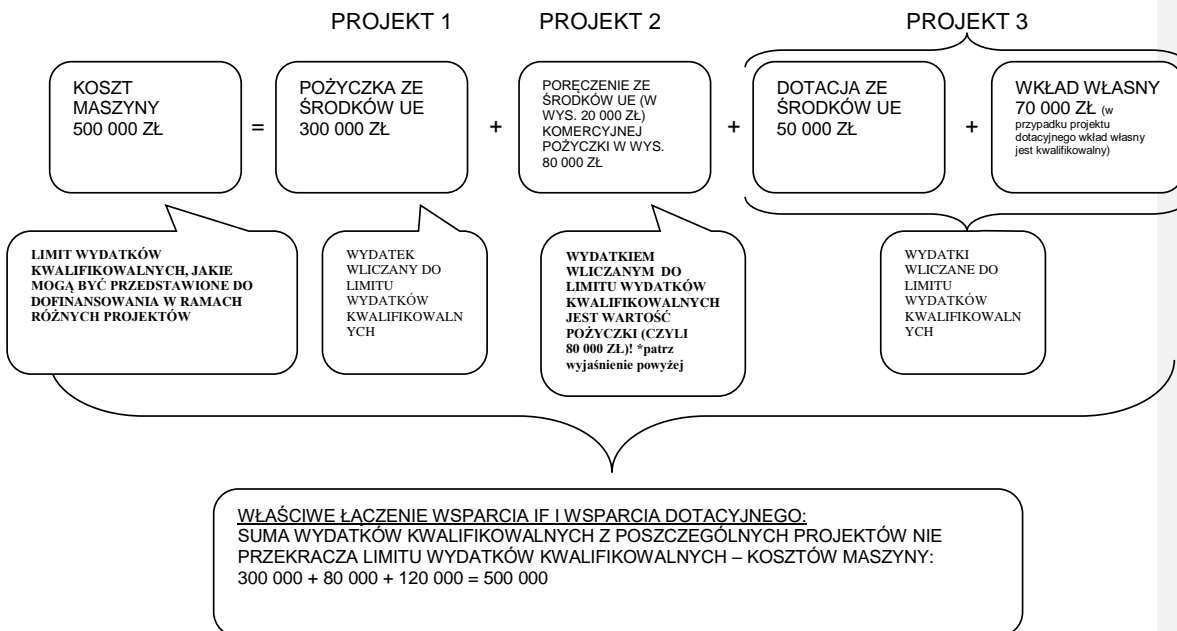 PROJEKT 1
PROJEKT 2
PROJEKT 3
KOSZT
MASZYNY
500 000 ZŁ
=
POŻYCZKA ZE
ŚRODKÓW UE
300 000 ZŁ
+
PORĘCZENIE ZE
ŚRODKÓW UE (W
WYS. 20 000 ZŁ)
KOMERCYJNEJ
POŻYCZKI W WYS.
80 000 ZŁ
+
DOTACJA ZE
ŚRODKÓW UE
50 000 ZŁ
+
WKŁAD WŁASNY
70 000 ZŁ (w
przypadku projektu
dotacyjnego wkład własny
jest kwalifikowalny)
LIMIT WYDATKÓW
KWALIFIKOWALNYCH, JAKIE
MOGĄ BYĆ PRZEDSTAWIONE DO
DOFINANSOWANIA W RAMACH
RÓŻNYCH PROJEKTÓW
WYDATEK
WLICZANY DO
LIMITU
WYDATKÓW
KWALIFIKOWALN
YCH
WYDATKIEM
WLICZANYM DO
LIMITU WYDATKÓW
KWALIFIKOWALNYCH
JEST WARTOŚĆ
POŻYCZKI (CZYLI
80 000 ZŁ)! *patrz
wyjaśnienie powyżej
WYDATKI
WLICZANE DO
LIMITU
WYDATKÓW
KWALIFIKOWALN
YCH
WŁAŚCIWE ŁĄCZENIE WSPARCIA IF I WSPARCIA DOTACYJNEGO:
SUMA WYDATKÓW KWALIFIKOWALNYCH Z POSZCZEGÓLNYCH PROJEKTÓW NIE
PRZEKRACZA LIMITU WYDATKÓW KWALIFIKOWALNYCH – KOSZTÓW MASZYNY:
300 000 + 80 000 + 120 000 = 500 000